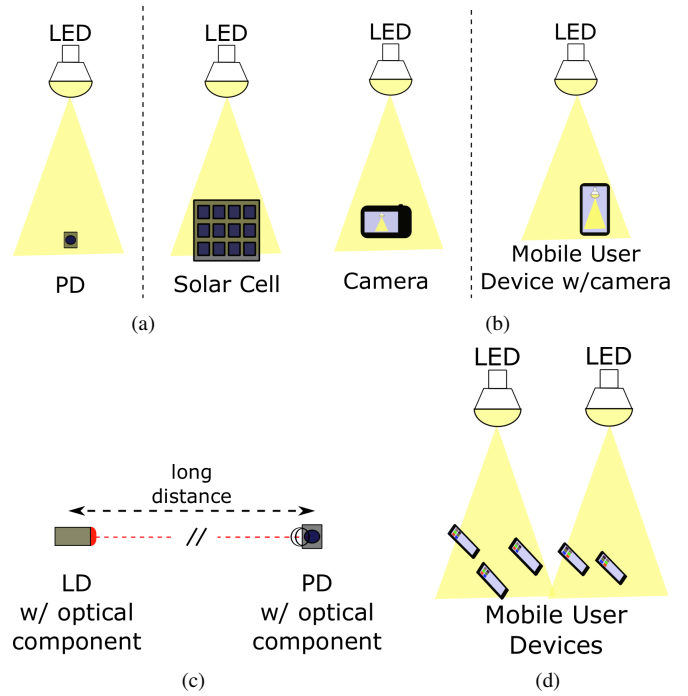 LED
PD
(a)
LED
Solar Cell
LED
Camera
LED
Mobile User
Device w/camera
(b)
long
distance
//
LD
w/ optical
component
PD
w/ optical
component
(c)
LED
LED
Mobile User
Devices
(d)